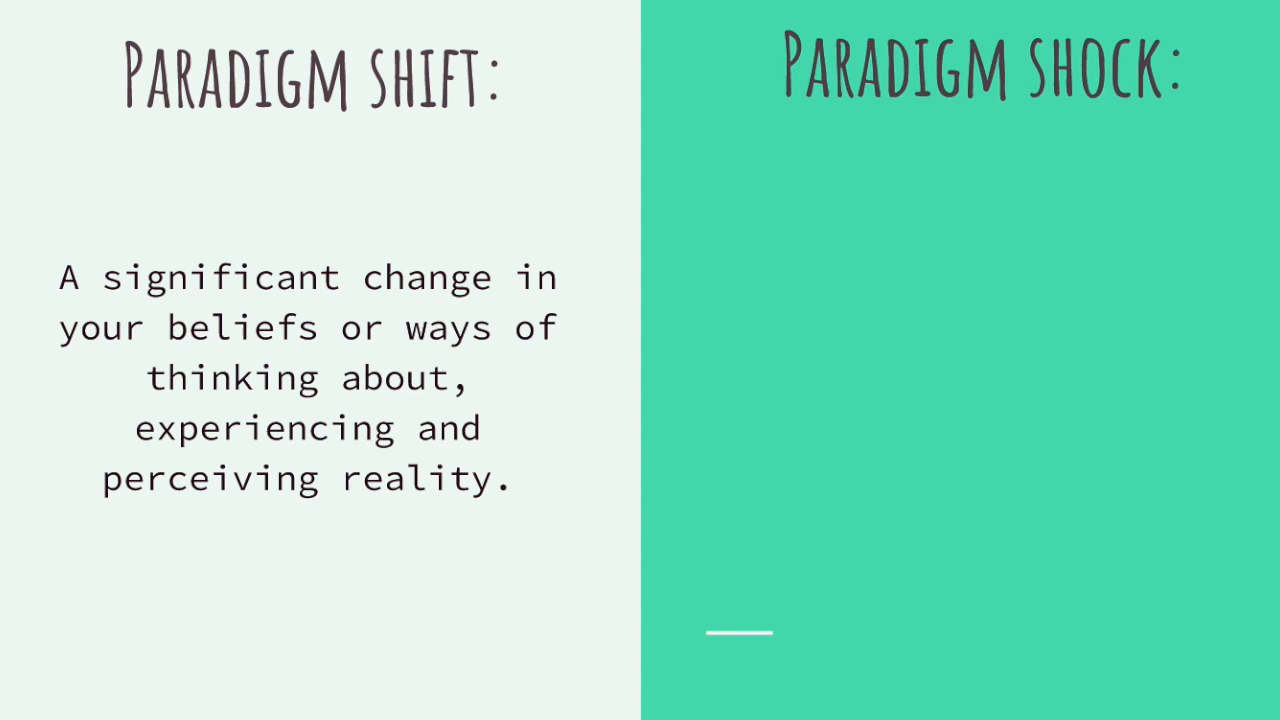 Paradigm shift:
A significant change in
your beliefs or ways of
thinking about,
experiencing and
perceiving reality.
Paradigm shock: